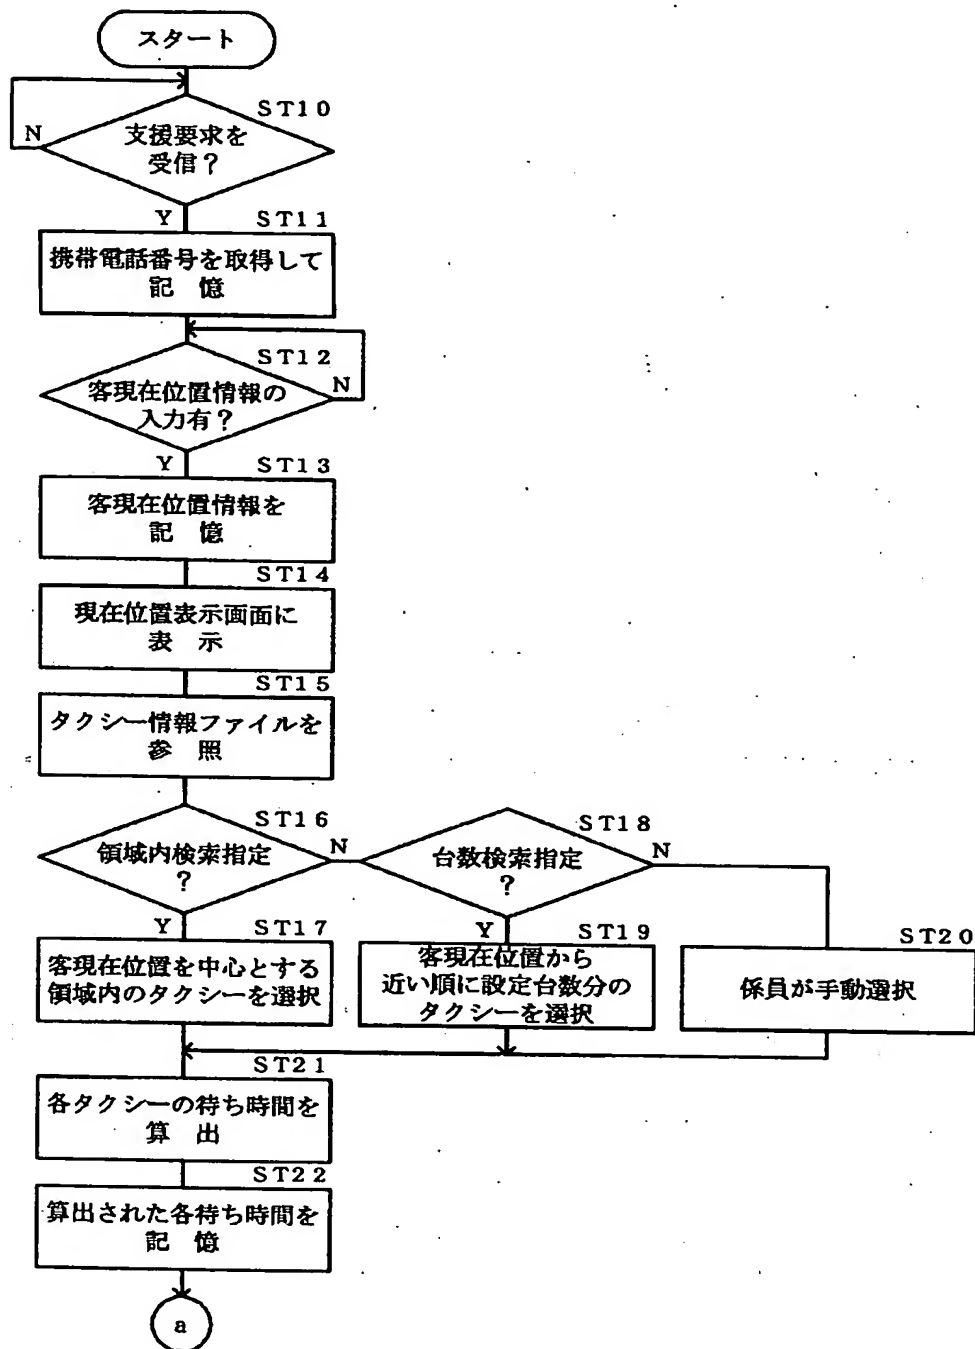 スタート
ST10
N
支援要求を
受信?
Y
ST11
携帯電話番号を取得して
記 憶
ST12
N
客現在位置情報の
入力有?
Y
ST13
客現在位置情報を
記 憶
ST14
現在位置表示画面に
表 示
ST15
タクシー情報ファイルを
参 照
ST16
N
領域内検索指定
?
ST18
N
台数検索指定
?
Y
ST17
客現在位置を中心とする
領域内のタクシーを選択
Y
ST19
客現在位置から
近い順に設定台数分の
タクシーを選択
ST20
係員が手動選択
ST21
各タクシーの待ち時間を
算 出
ST22
算出された各待ち時間を
記 憶
a